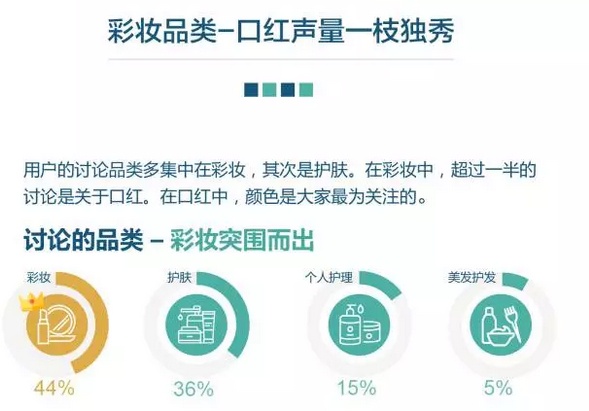 彩妆品类–口红声量一枝独秀
用户的讨论品类多集中在彩妆，其次是护肤。在彩妆中，超过一半的
讨论是关于口红。在口红中，颜色是大家最为关注的。
讨论的品类 – 彩妆突围而出
彩妆 护肤 个人护理 美发护发
44% 36% 15% 5%